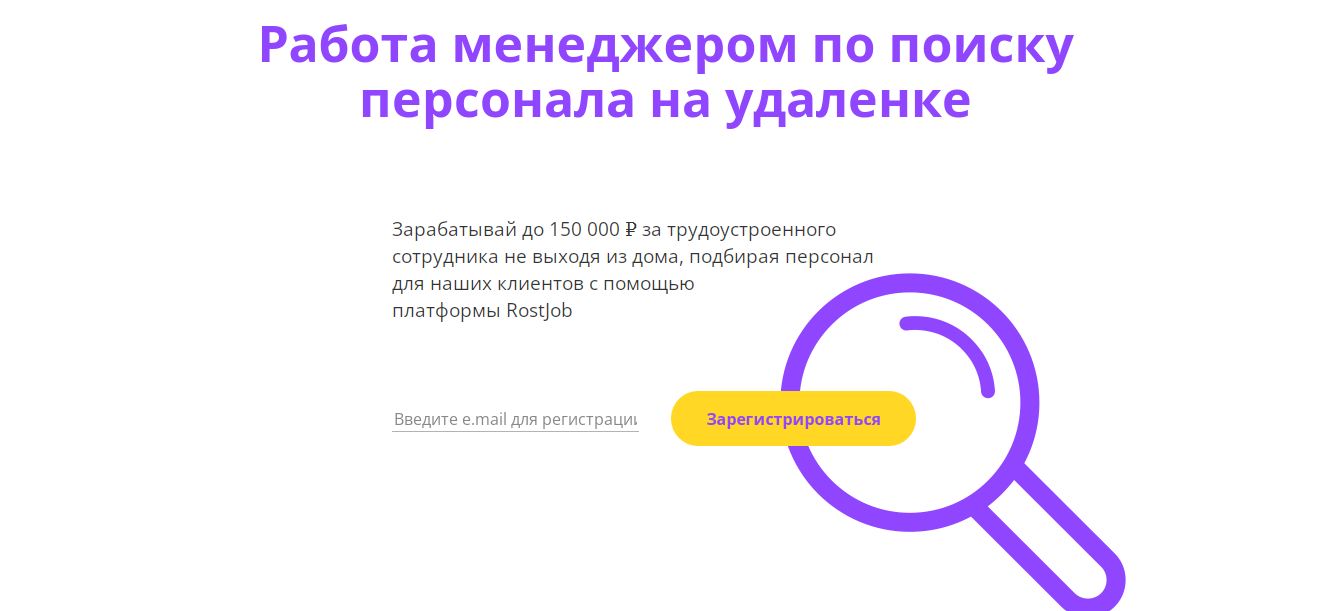 Работа менеджером по поиску
персонала на удаленке
Зарабатывай до 150 000 ₽ за трудоустроенного
сотрудника не выходя из дома, подбирая персонал
для наших клиентов с помощью
платформы RostJob
Введите e.mail для регистрации
Зарегистрироваться